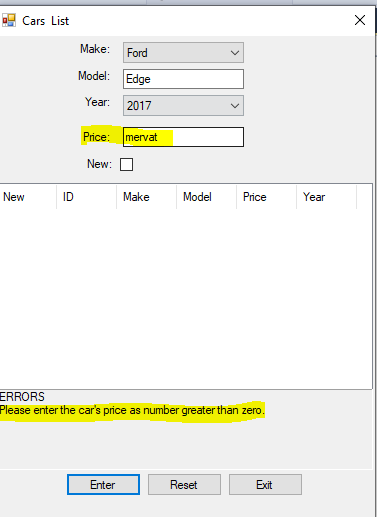 Cars List
Make: Ford
Model: Edge
Year: 2017
Price: mervat
New:
New ID Make Model Price Year
ERRORS
Please enter the car's price as number greater than zero.
Enter Reset Exit